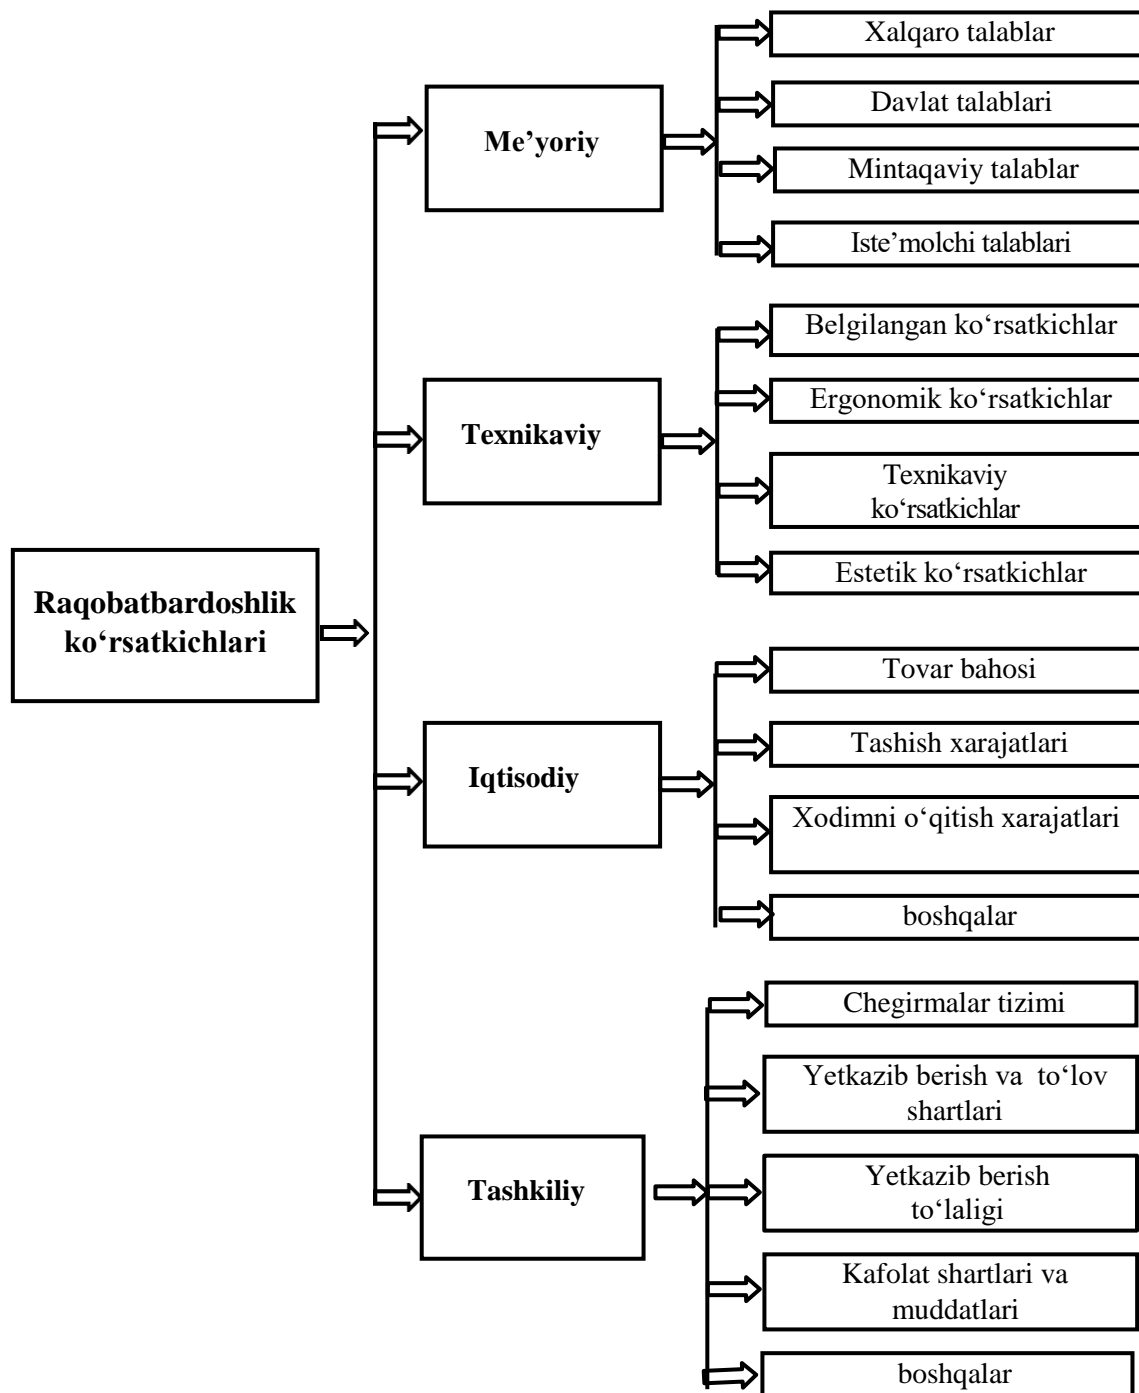 Raqobatbardoshlik
ko‘rsatkichlari
Me’yoriy
Xalqaro talablar
Davlat talablari
Mintaqaviy talablar
Iste’molchi talablari
Texnikaviy
Belgilangan ko‘rsatkichlar
Ergonomik ko‘rsatkichlar
Texnikaviy
ko‘rsatkichlar
Estetik ko‘rsatkichlar
Iqtisodiy
Tovar bahosi
Tashish xarajatlari
Xodimni o‘qitish xarajatlari
boshqalar
Tashkiliy
Chegirmalar tizimi
Yetkazib berish va to‘lov
shartlari
Yetkazib berish
to‘laligi
Kafolat shartlari va
muddatlari
boshqalar